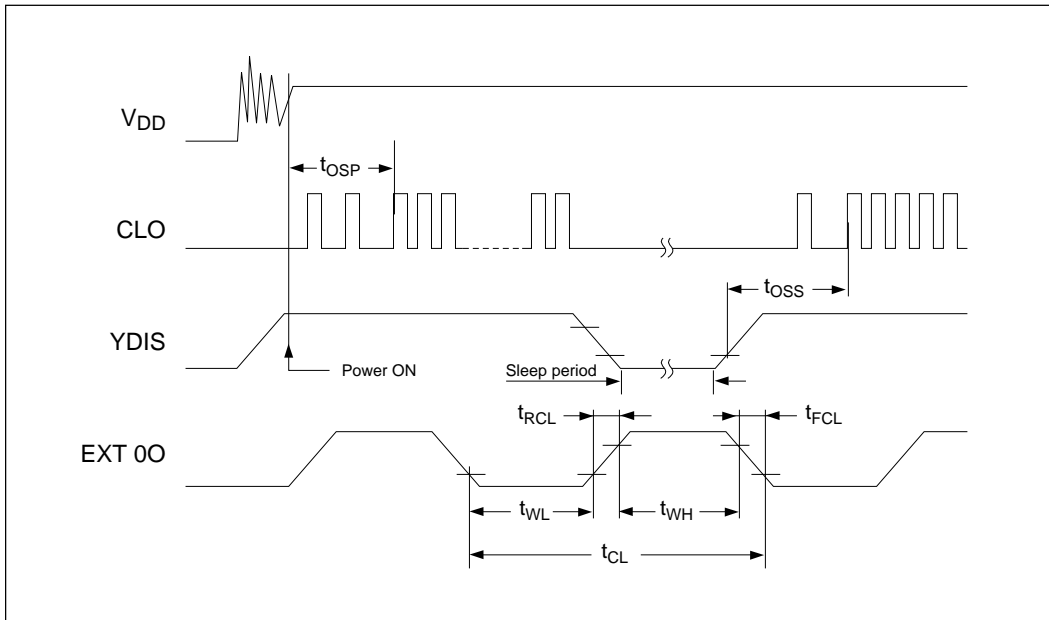 VDD
tOSP
CLO
tOSS
YDIS
Power ON
Sleep period
tRCL
tFCL
EXT 0O
tWL
tWH
tCL